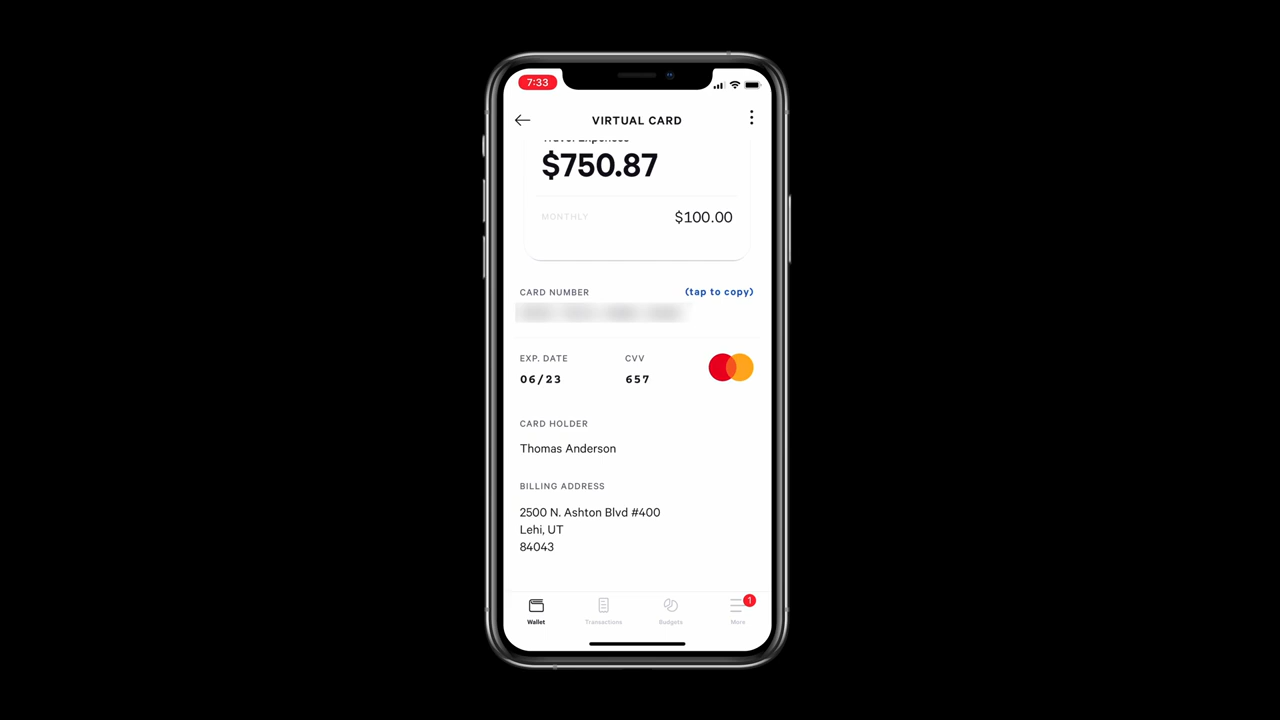 7:33
VIRTUAL CARD
Travel Expenses
$750.87
MONTHLY $100.00
CARD NUMBER (tap to copy)
EXP. DATE CVV
06/23 657
CARD HOLDER
Thomas Anderson
BILLING ADDRESS
2500 N. Ashton Blvd #400
Lehi, UT
84043
1
Wallet Transactions Budgets More